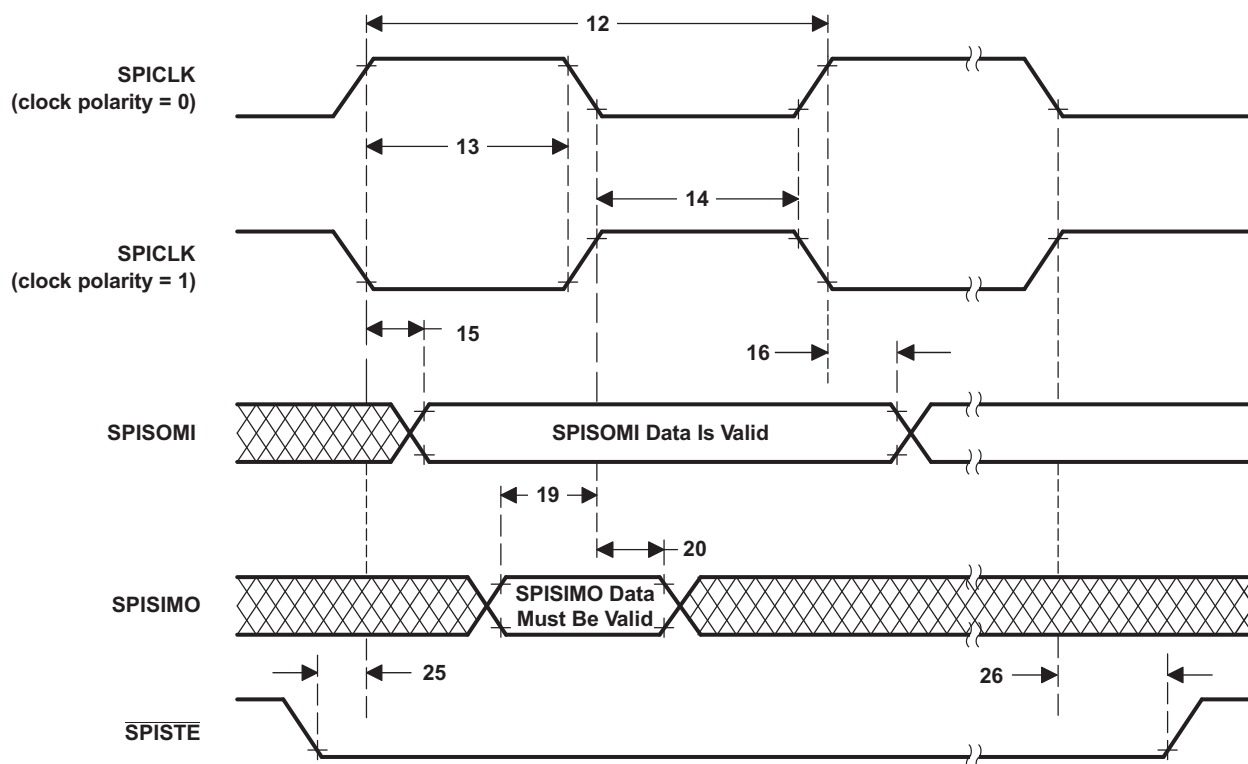 12
SPICLK
(clock polarity = 0)
13
14
SPICLK
(clock polarity = 1)
15
16
SPISOMI
SPISOMI Data Is Valid
19
20
SPISIMO
SPISIMO Data
Must Be Valid
25
26
SPISTE